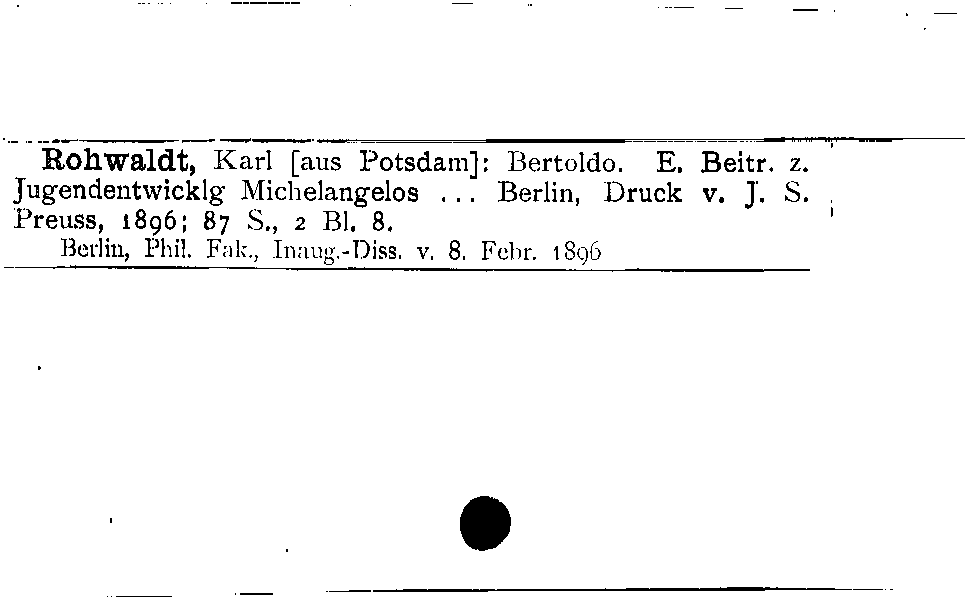 Rohwaldt, Karl [aus Potsdam]: Bertoldo. E. Beitr. z.
Jugendentwicklg Michelangelos ... Berlin, Druck v. J. S.
Preuss, 1896; 87 S., 2 Bl. 8.
Berlin, Phil. Fak., Inaug.-Diss. v. 8. Febr. 1896